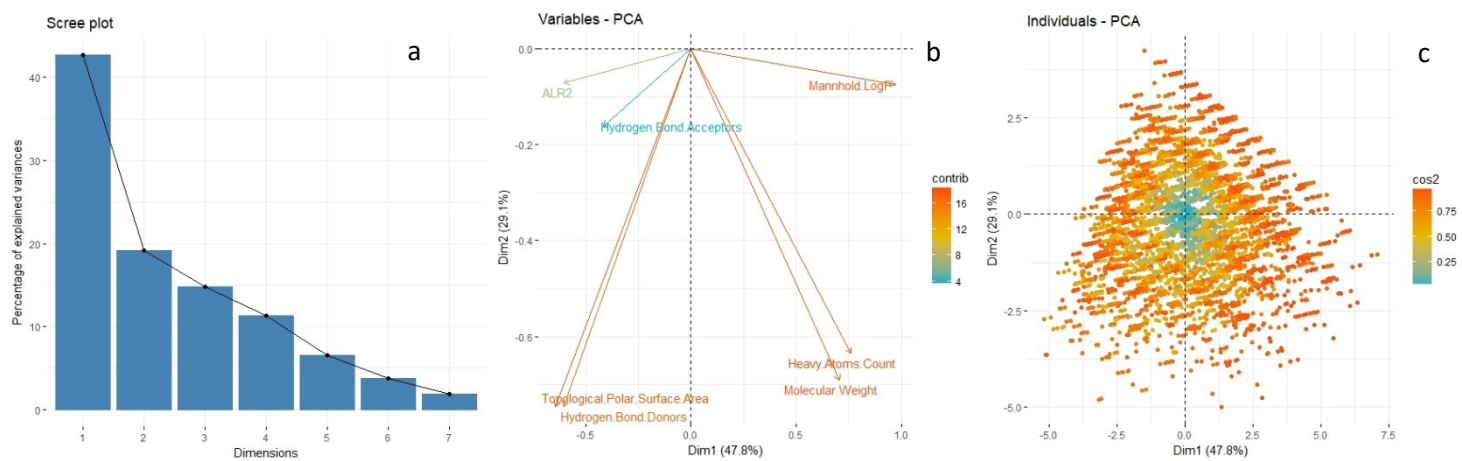 Scree plot
a
Percentage of explained variances
40
30
20
10
0
1 2 3 4 5 6 7
Dimensions
Variables - PCA
b
Dim2 (29.1%)
0.0
-0.2
-0.4
-0.6
ALR2
Hydrogen.Bond.Acceptors
Mannhold.LogP
Heavy.Atoms.Count
Molecular.Weight
Topological.Polar.Surface.Area
Hydrogen.Bond.Donors
-0.5 0.0 0.5 1.0
Dim1 (47.8%)
contrib
16
12
8
4
Individuals - PCA
c
Dim2 (29.1%)
2.5
0.0
-2.5
-5.0
-5.0 -2.5 0.0 2.5 5.0 7.5
Dim1 (47.8%)
cos2
0.75
0.50
0.25